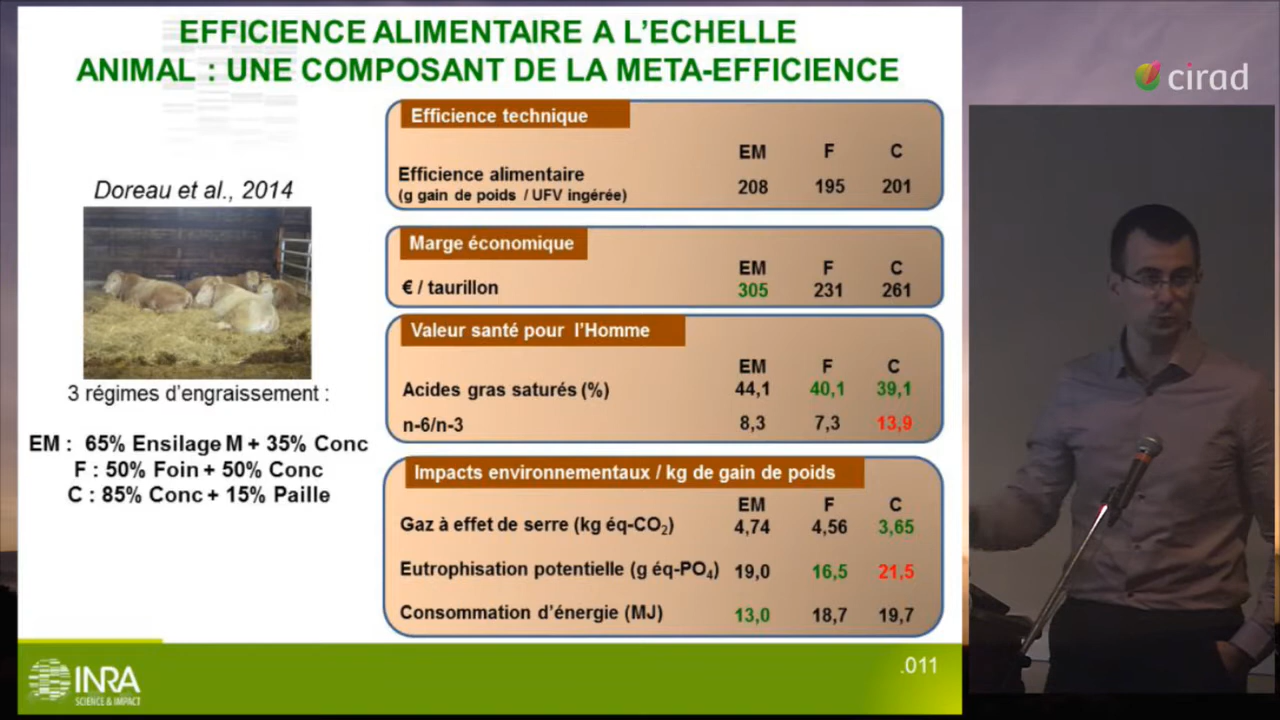 EFFICIENCE ALIMENTAIRE A L'ECHELLE
ANIMAL : UNE COMPOSANT DE LA META-EFFICIENCE
cirad
Doreau et al., 2014
3 régimes d'engraissement :
EM : 65% Ensilage M + 35% Conc
F : 50% Foin + 50% Conc
C : 85% Conc + 15% Paille
Efficience technique
EM F C
Efficience alimentaire
(g gain de poids / UFV ingérée)
208 195 201
Marge économique
EM F C
€ / taurillon 305 231 261
Valeur santé pour l'Homme
EM F C
Acides gras saturés (%) 44,1 40,1 39,1
n-6/n-3 8,3 7,3 13,9
Impacts environnementaux / kg de gain de poids
EM F C
Gaz à effet de serre (kg éq-CO₂) 4,74 4,56 3,65
Eutrophisation potentielle (g éq-PO₄) 19,0 16,5 21,5
Consommation d'énergie (MJ) 13,0 18,7 19,7
INRA
SCIENCE & IMPACT
.011